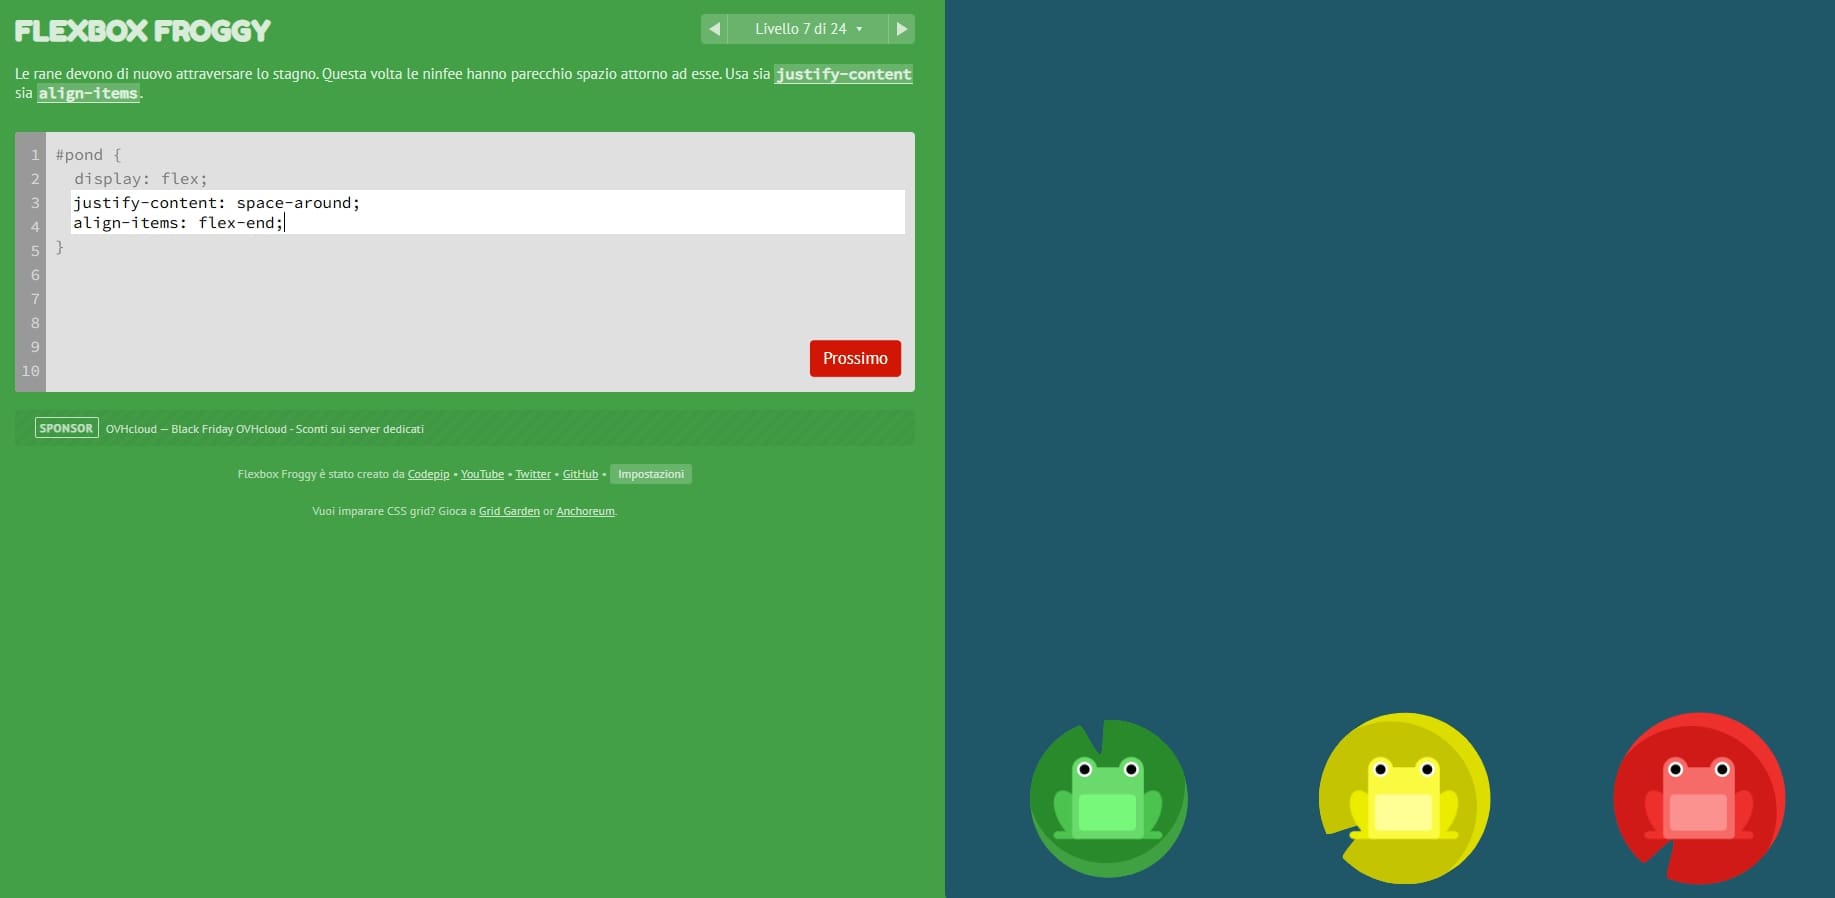 FLEXBOX FROGGY
◀ Livello 7 di 24 ▾ ▶
Le rane devono di nuovo attraversare lo stagno. Questa volta le ninfee hanno parecchio spazio attorno ad esse. Usa sia justify-content
sia align-items.
1 #pond {
2 display: flex;
3 justify-content: space-around;
4 align-items: flex-end;
5 }
6
7
8
9
10
Prossimo
SPONSOR OVHcloud — Black Friday OVHcloud - Sconti sui server dedicati
Flexbox Froggy è stato creato da Codepip • YouTube • Twitter • GitHub • Impostazioni
Vuoi imparare CSS grid? Gioca a Grid Garden or Anchoreum.